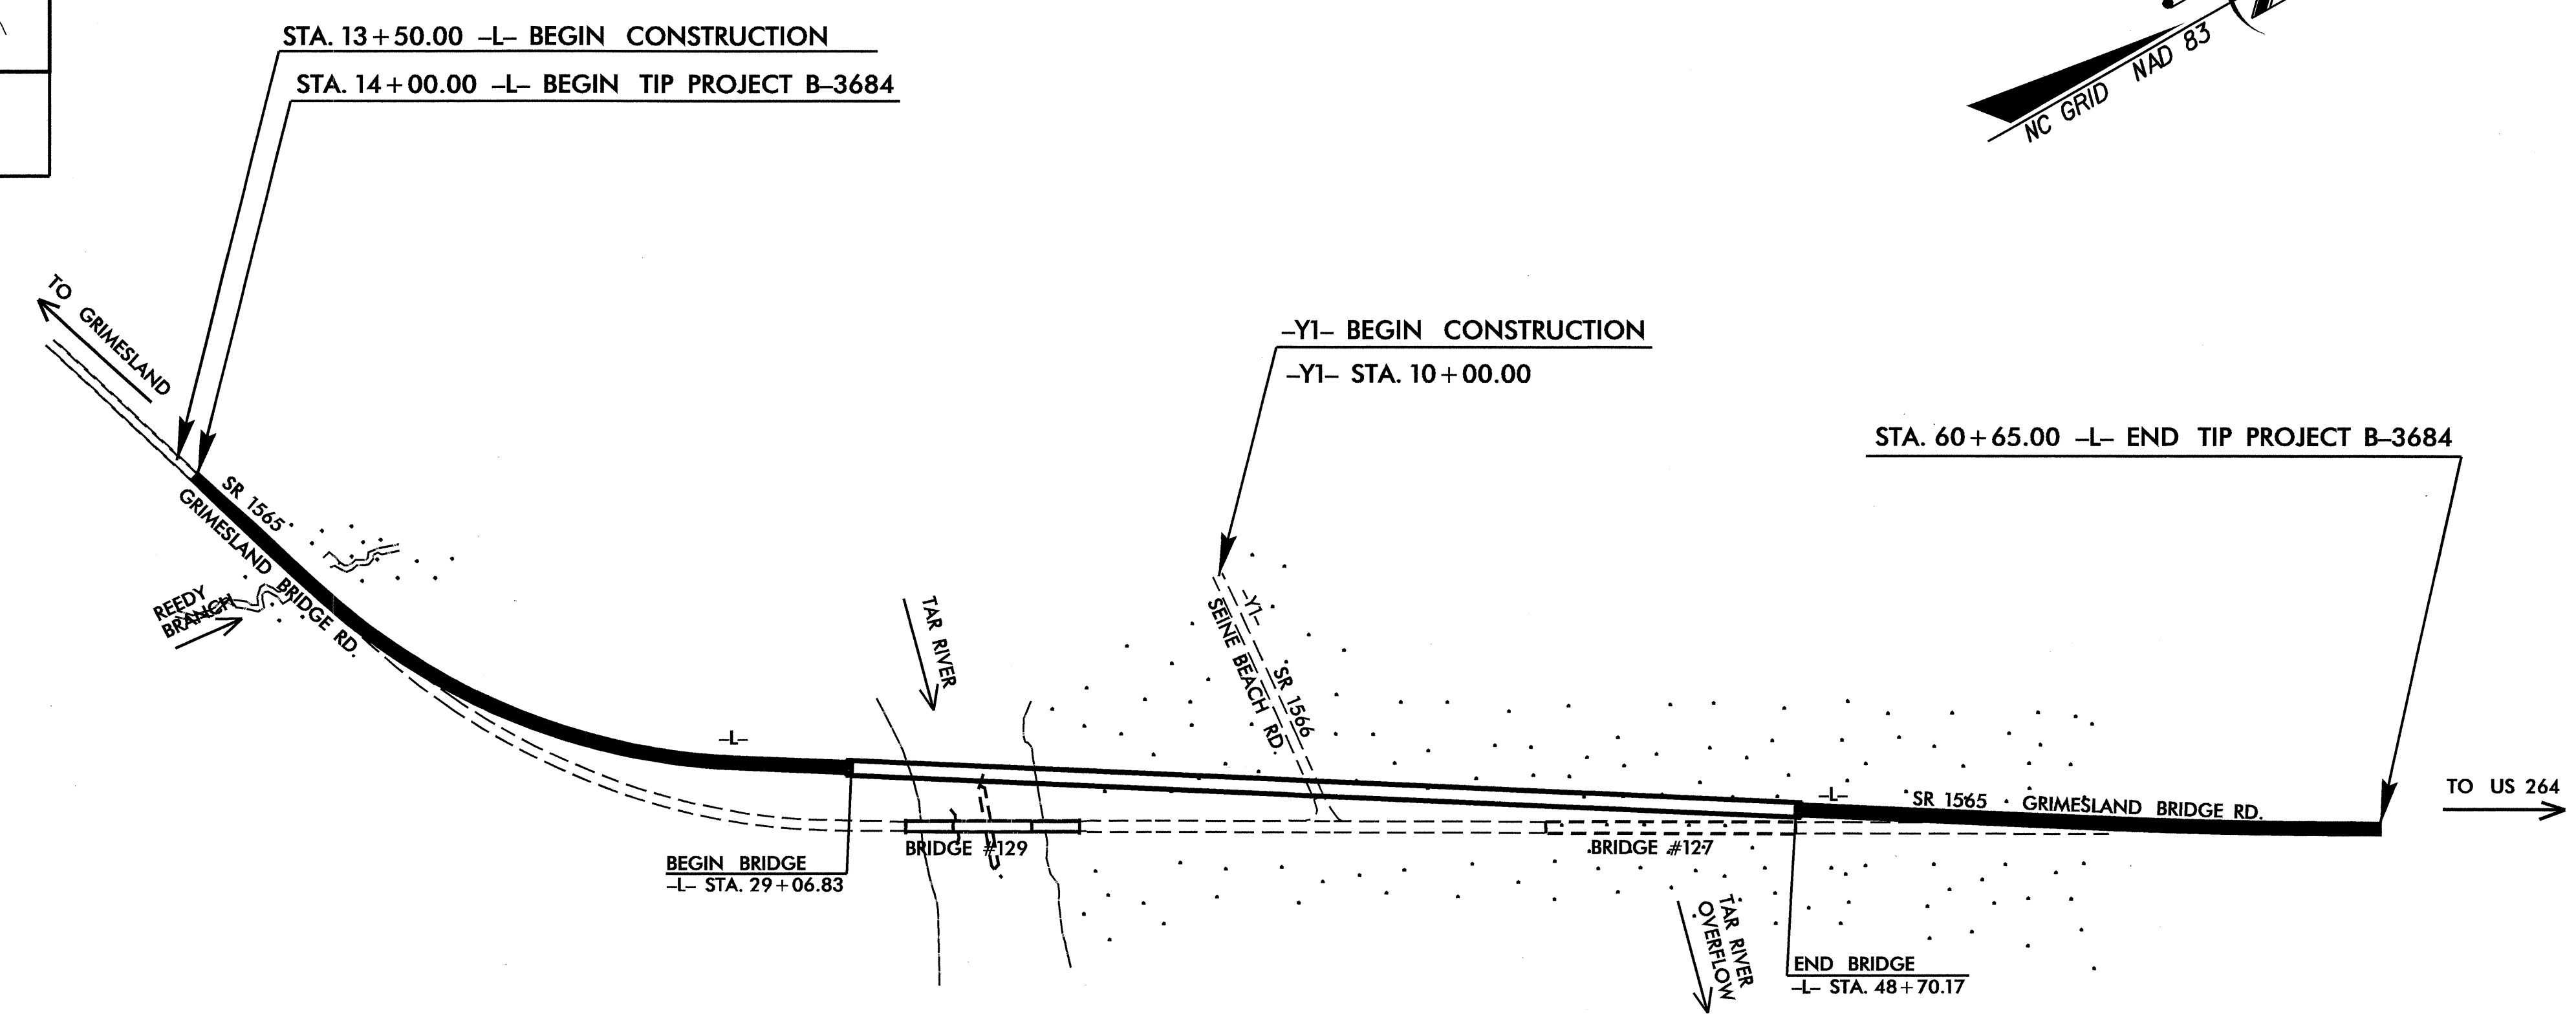 STA. 13+50.00 –L– BEGIN CONSTRUCTION
STA. 14+00.00 –L– BEGIN TIP PROJECT B–3684
NC GRID NAD 83
TO GRIMESLAND
–Y1– BEGIN CONSTRUCTION
–Y1– STA. 10+00.00
STA. 60+65.00 –L– END TIP PROJECT B–3684
SR 1565
GRIMESLAND BRIDGE RD.
REEDY
BRANCH
TAR RIVER
–Y1–
SEINE BEACH RD.
SR 1566
–L–
–L–
SR 1565
GRIMESLAND BRIDGE RD.
TO US 264
BRIDGE #129
BRIDGE #127
BEGIN BRIDGE
–L– STA. 29+06.83
TAR RIVER
OVERFLOW
END BRIDGE
–L– STA. 48+70.17